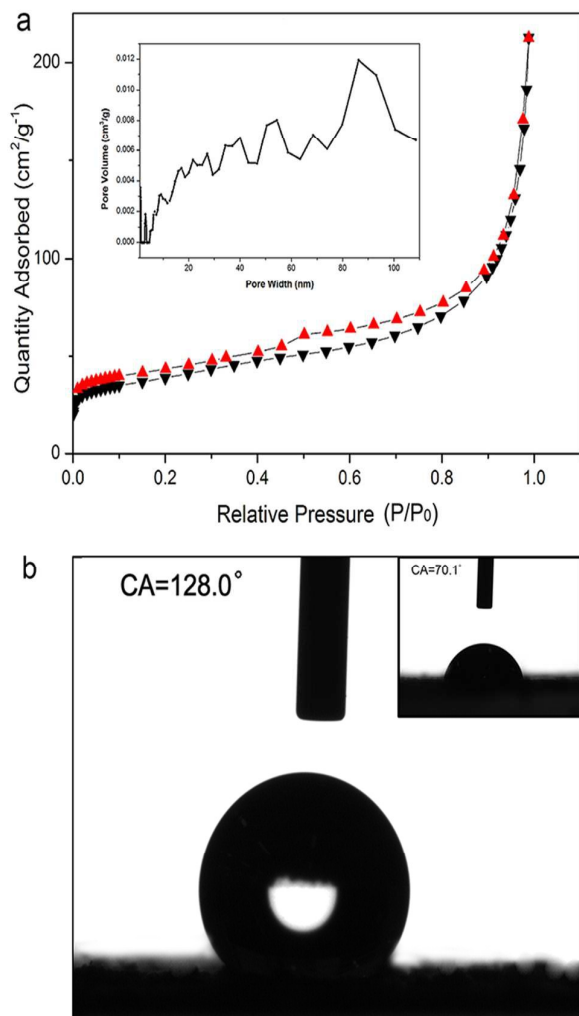 a
Quantity Adsorbed (cm²/g⁻¹)
200
100
0
0.0 0.2 0.4 0.6 0.8 1.0
Relative Pressure (P/P₀)
Pore Volume (cm³/g)
0.012
0.010
0.008
0.006
0.004
0.002
0.000
20 40 60 80 100
Pore Width (nm)
b
CA=128.0°
CA=70.1°